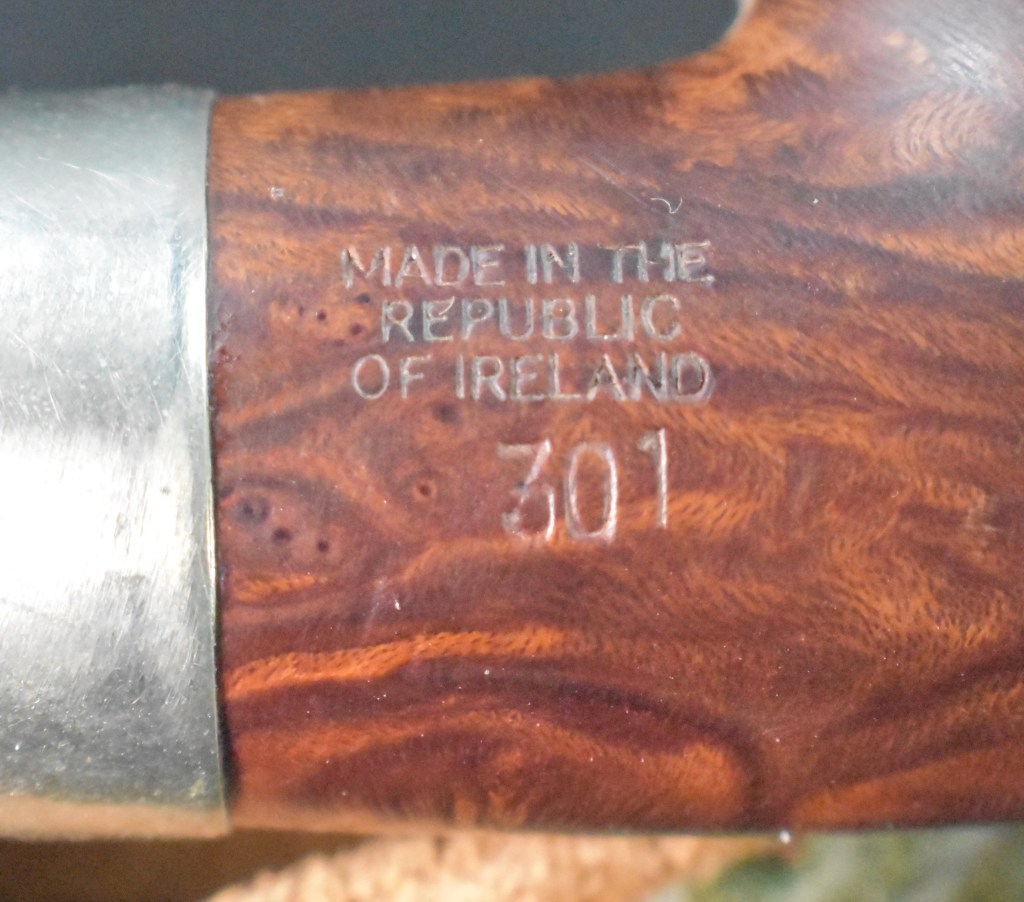 MADE IN THE
REPUBLIC
OF IRELAND
301